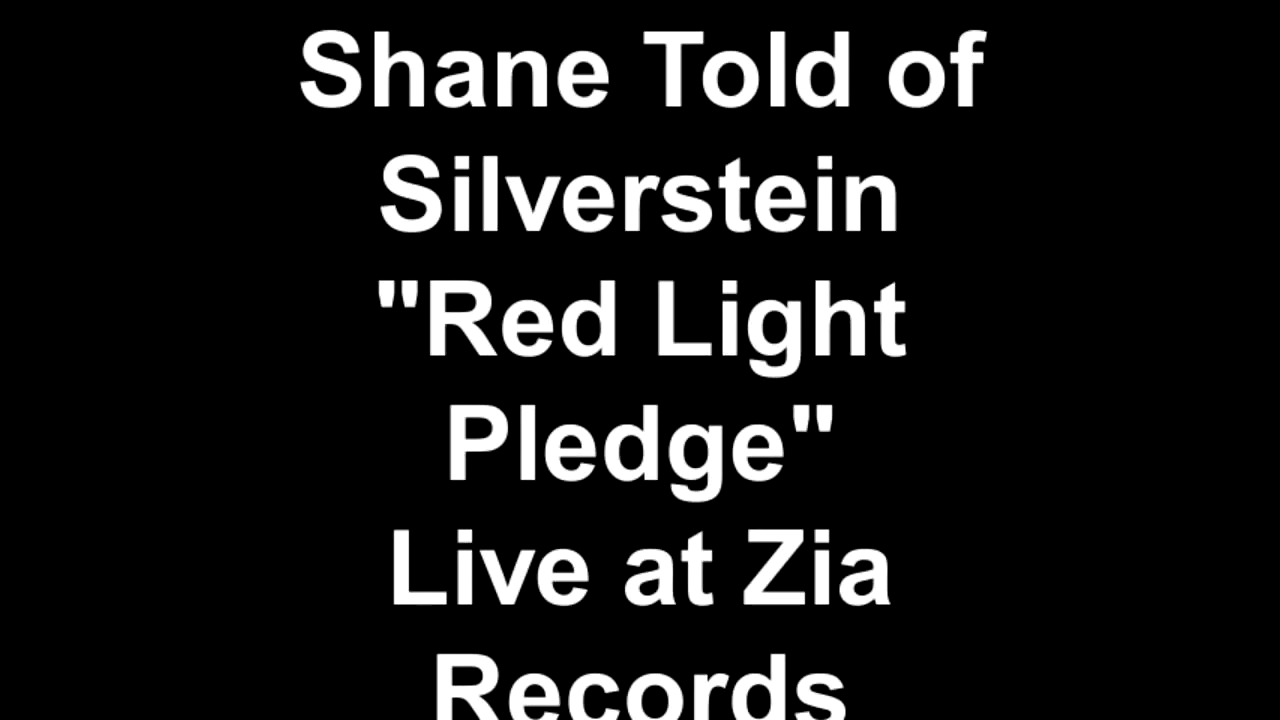 Shane Told of
Silverstein
"Red Light
Pledge"
Live at Zia
Records